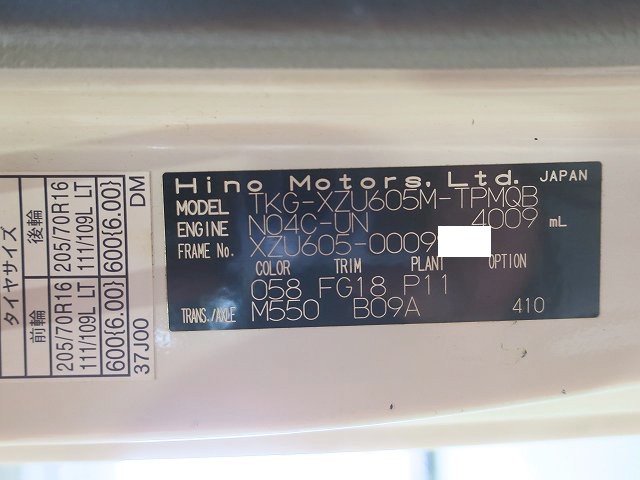 タイヤサイズ
前輪 後輪
205/70R16 205/70R16
111/109L LT 111/109L LT
600{6.00} 600{6.00}
37J00 DM
Hino Motors, Ltd. JAPAN
MODEL TKG-XZU605M-TPMQB
ENGINE N04C-UN 4009 mL
FRAME No. XZU605-0009
COLOR TRIM PLANT OPTION
058 FG18 P11
TRANS./AXLE M550 B09A 410